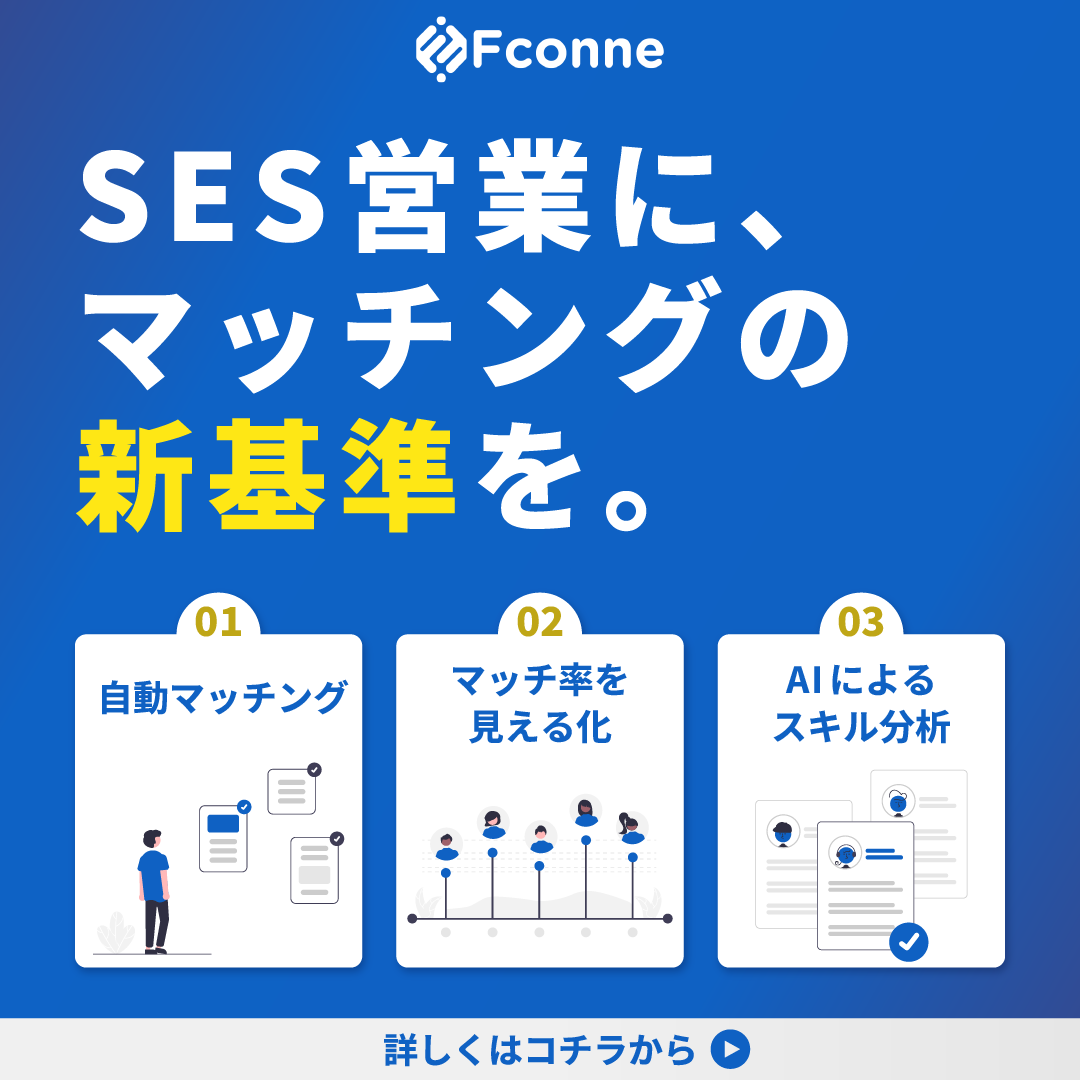 Fconne
SES営業に、
マッチングの
新基準を。
01
自動マッチング
02
マッチ率を
見える化
03
AIによる
スキル分析
詳しくはコチラから